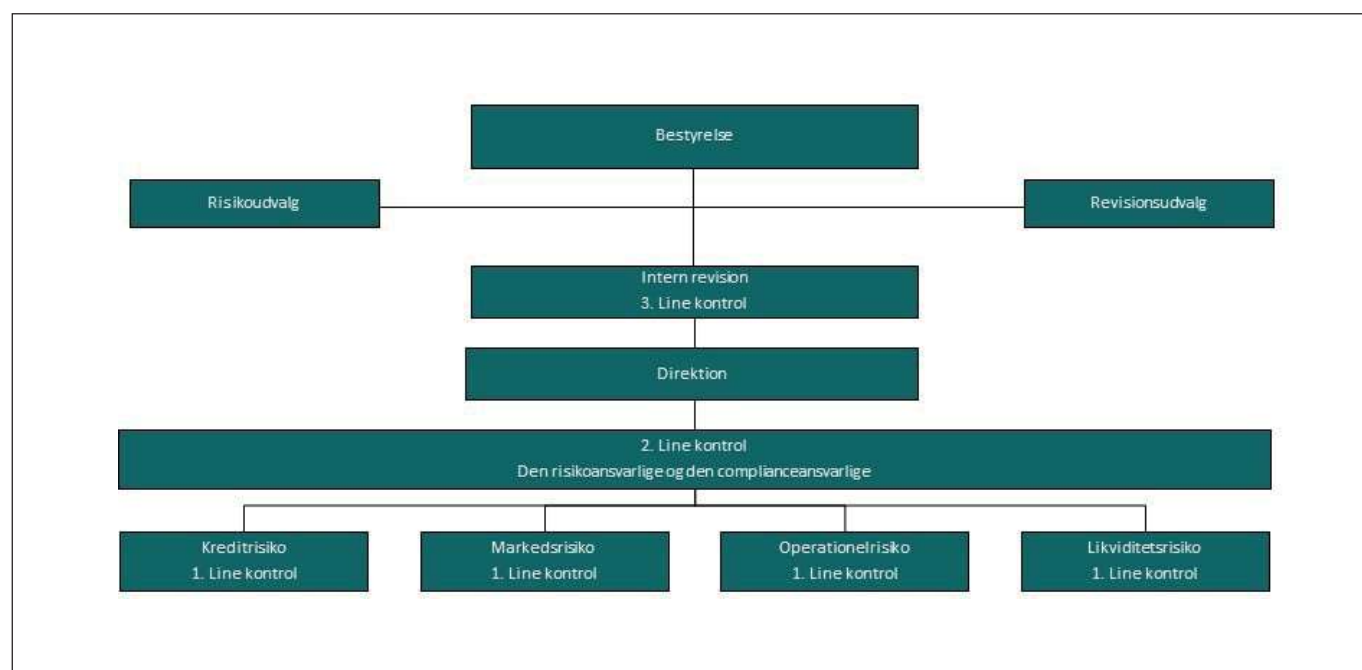 Bestyrelse
Risikoudvalg
Revisionsudvalg
Intern revision
3. Line kontrol
Direktion
2. Line kontrol
Den risikoansvarlige og den complianceansvarlige
Kreditrisiko
1. Line kontrol
Markedsrisiko
1. Line kontrol
Operationelrisiko
1. Line kontrol
Likviditetsrisiko
1. Line kontrol